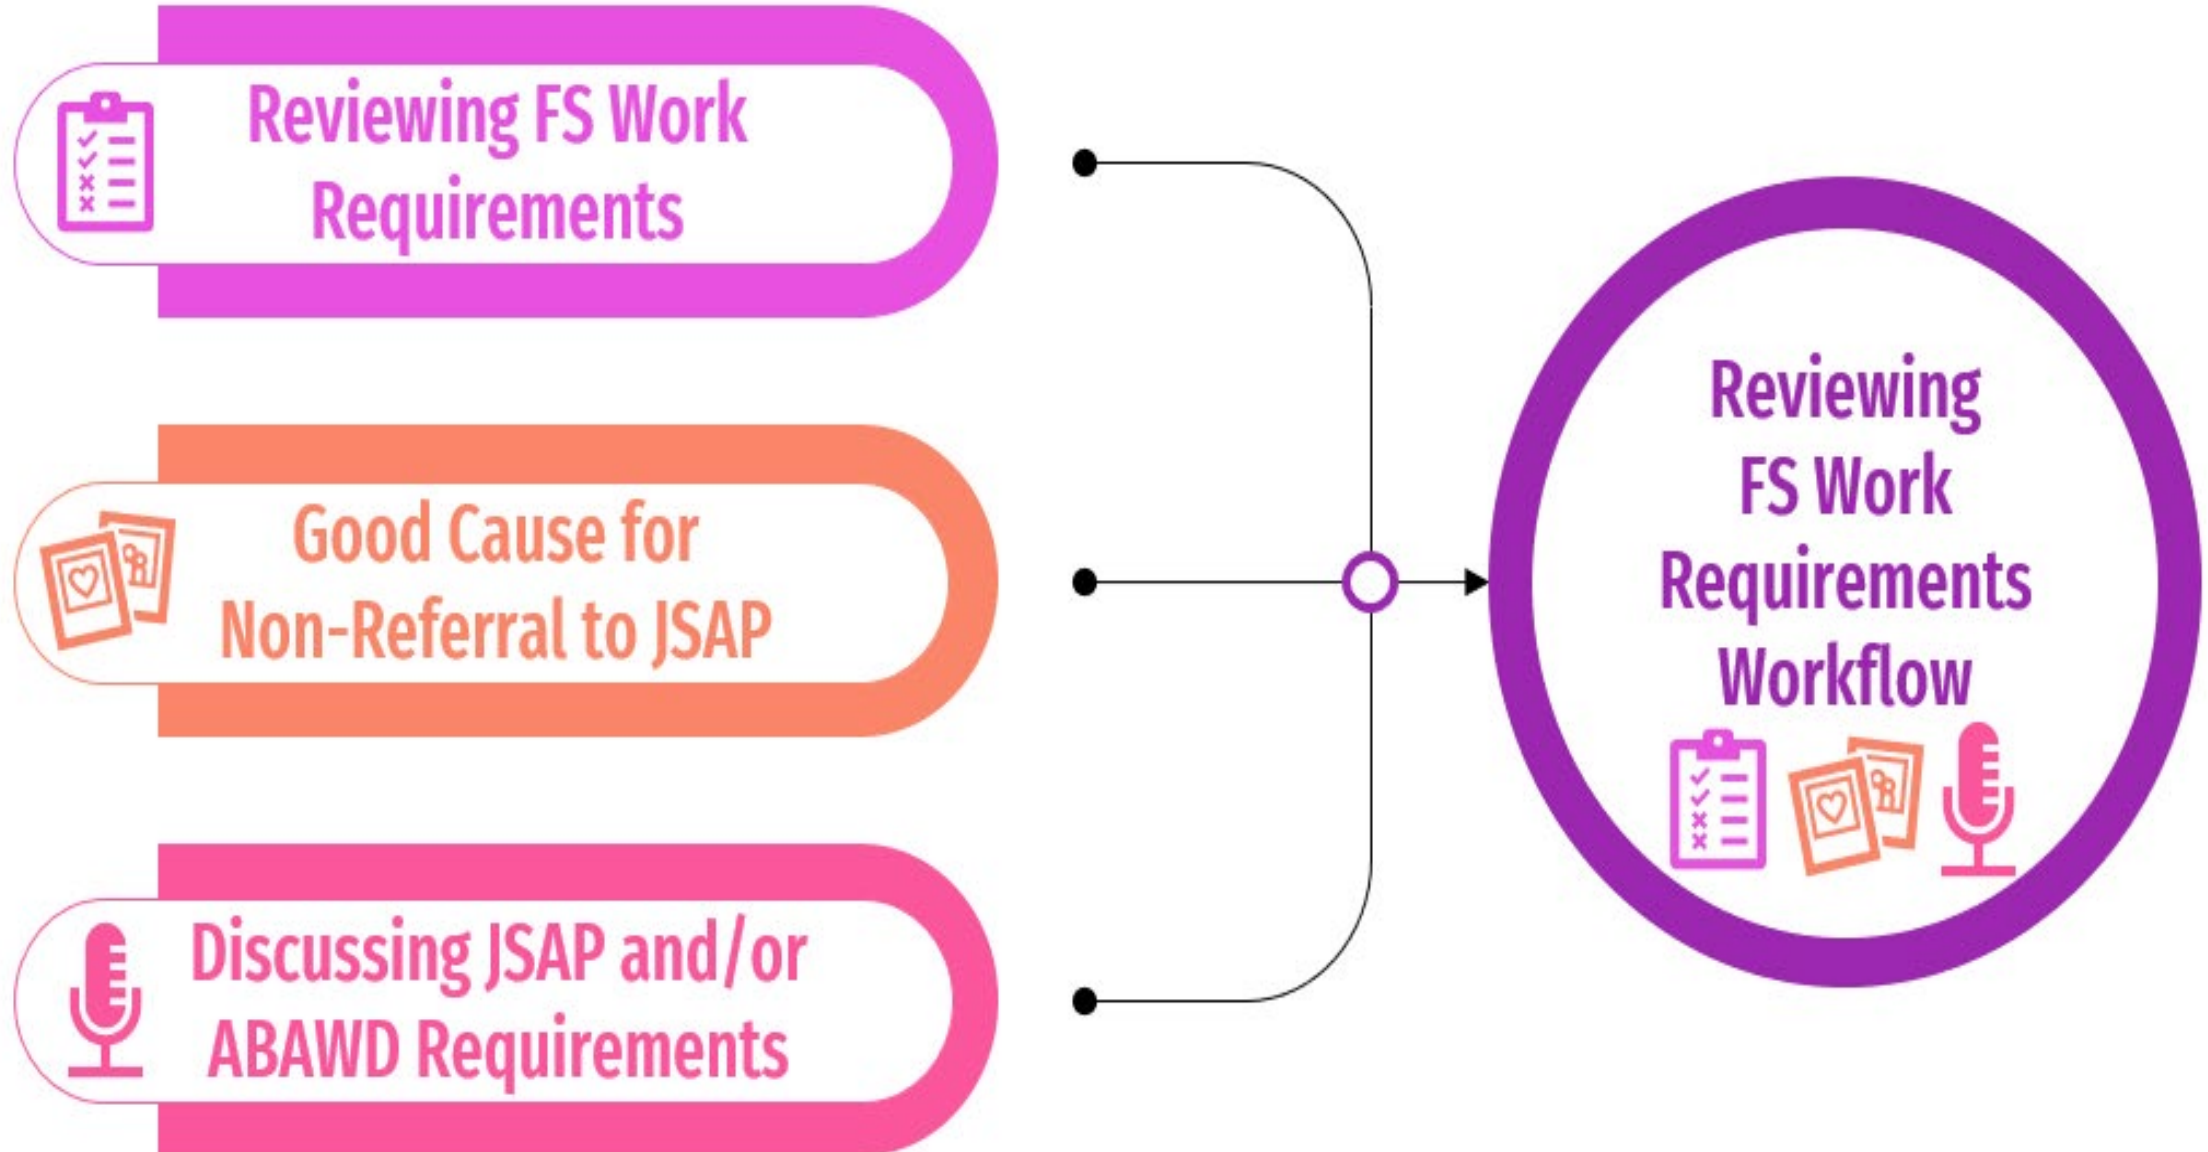 Reviewing FS Work
Requirements
Good Cause for
Non-Referral to JSAP
Discussing JSAP and/or
ABAWD Requirements
Reviewing
FS Work
Requirements
Workflow